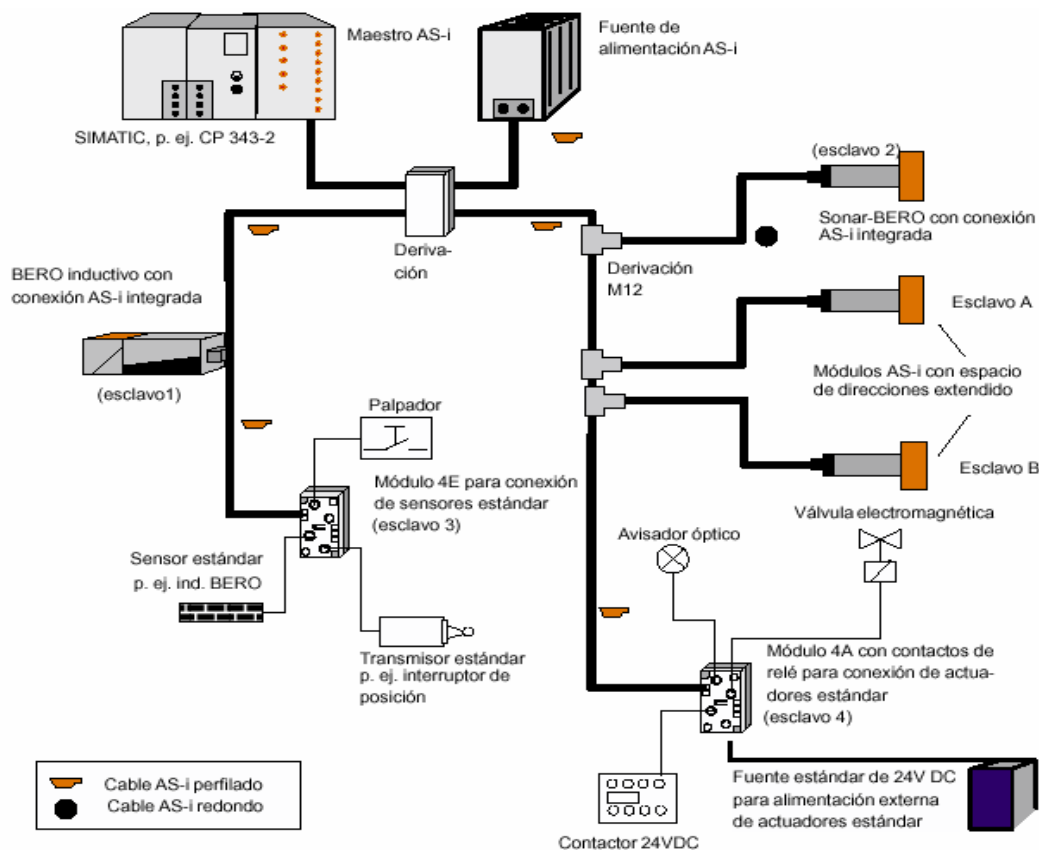 Maestro AS-i
Fuente de
alimentación AS-i
SIMATIC, p. ej. CP 343-2
(esclavo 2)
Sonar-BERO con conexión
AS-i integrada
Deriva-
ción
Derivación
M12
BERO inductivo con
conexión AS-i integrada
(esclavo1)
Esclavo A
Módulos AS-i con espacio
de direcciones extendido
Esclavo B
Palpador
Módulo 4E para conexión
de sensores estándar
(esclavo 3)
Sensor estándar
p. ej. ind. BERO
Transmisor estándar
p. ej. interruptor de
posición
Avisador óptico
Válvula electromagnética
Módulo 4A con contactos de
relé para conexión de actua-
dores estándar
(esclavo 4)
Fuente estándar de 24V DC
para alimentación externa
de actuadores estándar
Contactor 24VDC
Cable AS-i perfilado
Cable AS-i redondo